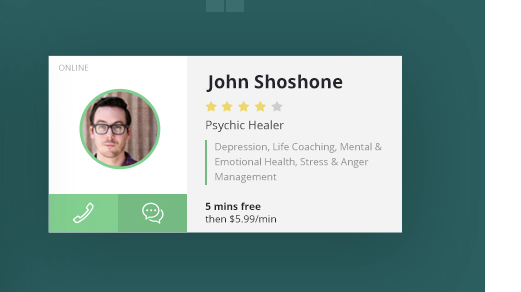 ONLINE
John Shoshone
Psychic Healer
Depression, Life Coaching, Mental &
Emotional Health, Stress & Anger
Management
5 mins free
then $5.99/min